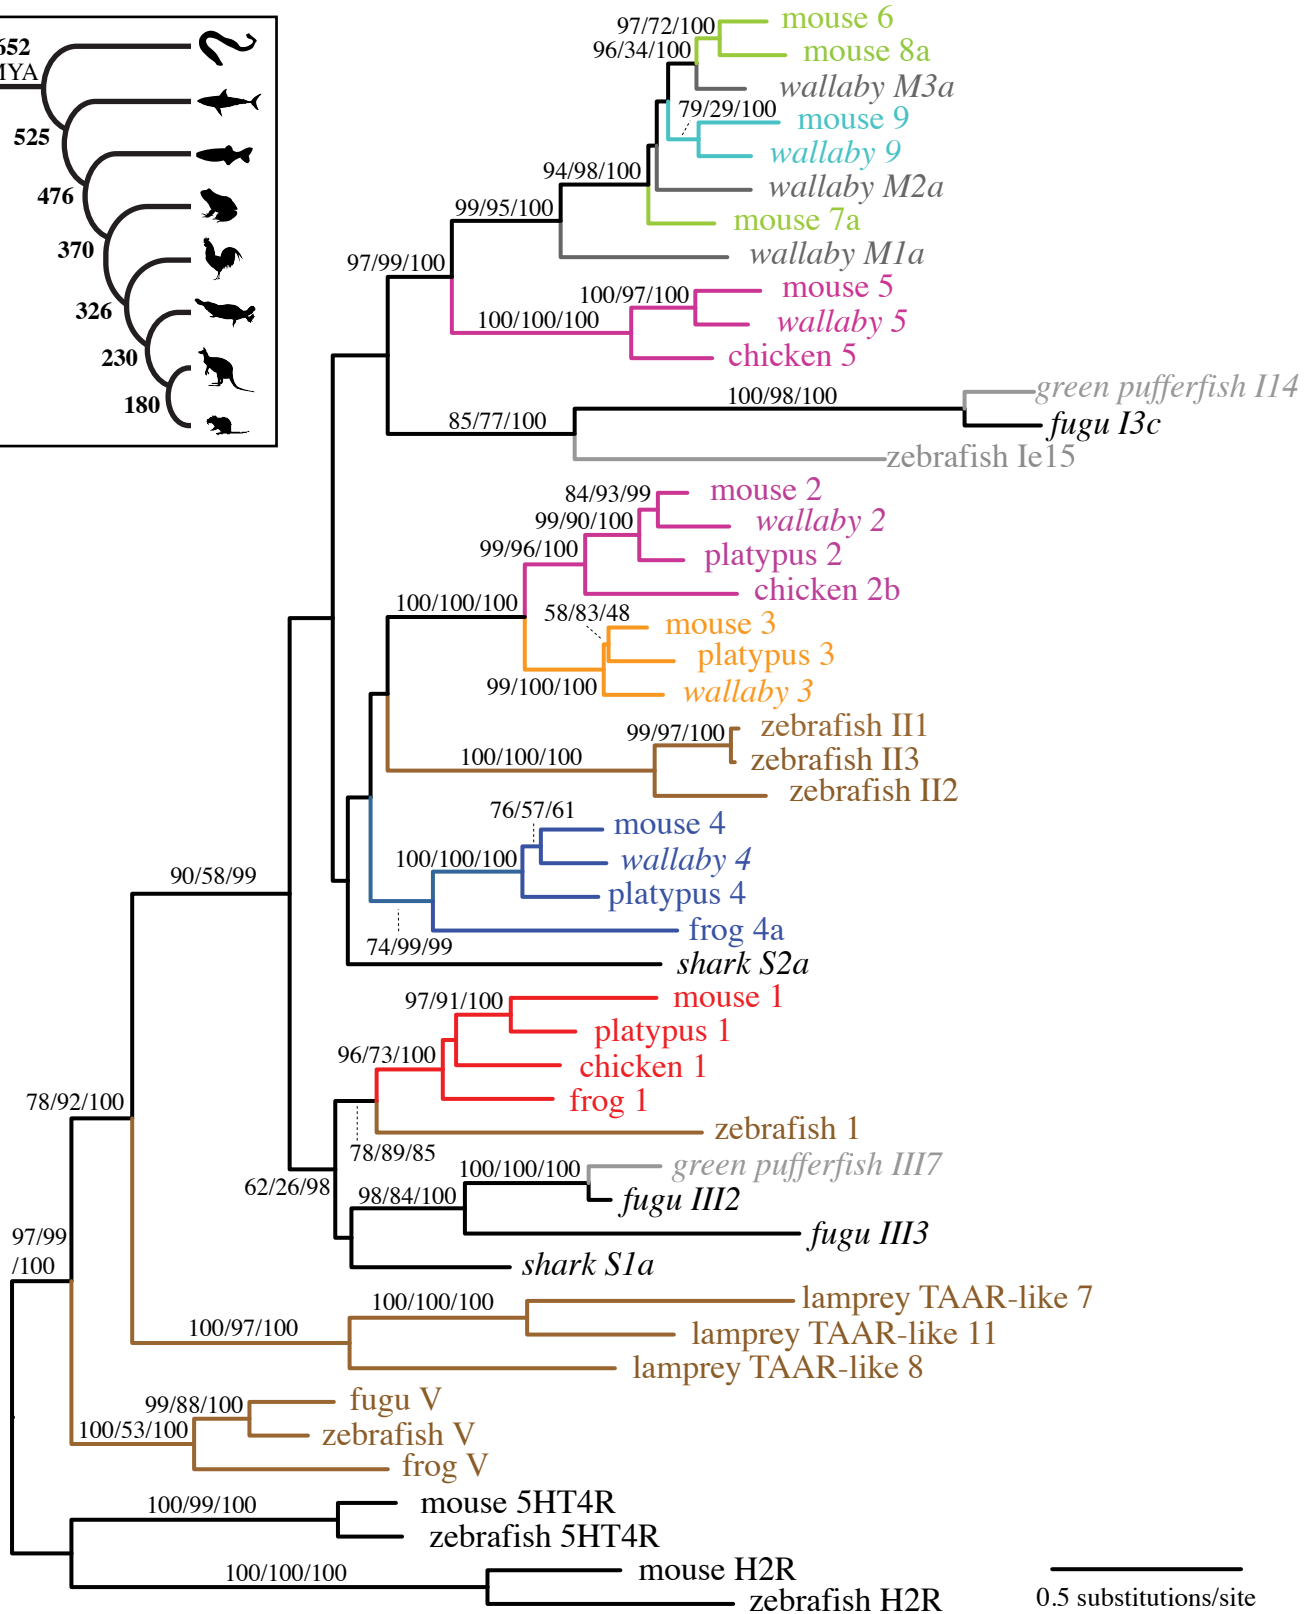 652
MYA
525
476
370
326
230
180
97/72/100
mouse 6
96/34/100
mouse 8a
wallaby M3a
79/29/100
mouse 9
wallaby 9
94/98/100
wallaby M2a
99/95/100
mouse 7a
wallaby M1a
97/99/100
100/97/100
mouse 5
100/100/100
wallaby 5
chicken 5
100/98/100
green pufferfish I14
85/77/100
fugu I3c
zebrafish Ie15
84/93/99
mouse 2
99/90/100
wallaby 2
99/96/100
platypus 2
chicken 2b
100/100/100
58/83/48
mouse 3
platypus 3
99/100/100
wallaby 3
zebrafish II1
99/97/100
100/100/100
zebrafish II3
zebrafish II2
76/57/61
mouse 4
100/100/100
wallaby 4
90/58/99
platypus 4
frog 4a
74/99/99
shark S2a
97/91/100
mouse 1
platypus 1
96/73/100
chicken 1
78/92/100
frog 1
zebrafish 1
78/89/85
100/100/100
green pufferfish III7
62/26/98
98/84/100
fugu III2
97/99
/100
fugu III3
shark S1a
100/100/100
lamprey TAAR-like 7
100/97/100
lamprey TAAR-like 11
lamprey TAAR-like 8
99/88/100
fugu V
100/53/100
zebrafish V
frog V
100/99/100
mouse 5HT4R
zebrafish 5HT4R
100/100/100
mouse H2R
zebrafish H2R
0.5 substitutions/site